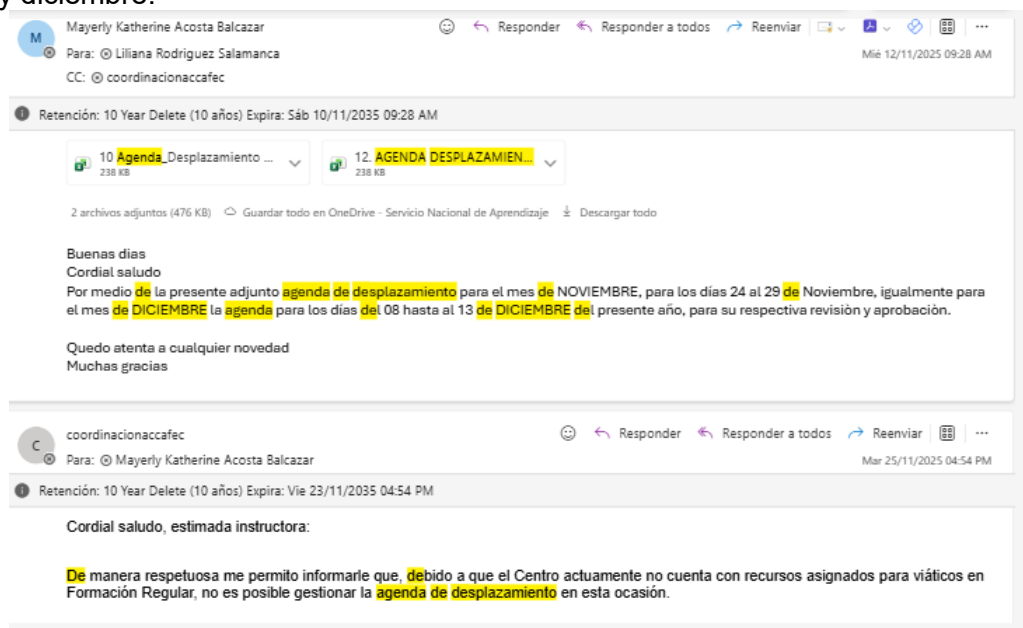 y diciembre.
Mayerly Katherine Acosta Balcazar
Responder Responder a todos Reenviar
M
Para: Liliana Rodriguez Salamanca
Mié 12/11/2025 09:28 AM
CC: coordinacionaccafec
Retención: 10 Year Delete (10 años) Expira: Sáb 10/11/2035 09:28 AM
10 Agenda_Desplazamiento ...
238 KB
12. AGENDA DESPLAZAMIEN...
238 KB
2 archivos adjuntos (476 KB) Guardar todo en OneDrive - Servicio Nacional de Aprendizaje Descargar todo
Buenas dias
Cordial saludo
Por medio de la presente adjunto agenda de desplazamiento para el mes de NOVIEMBRE, para los días 24 al 29 de Noviembre, igualmente para
el mes de DICIEMBRE la agenda para los días del 08 hasta al 13 de DICIEMBRE del presente año, para su respectiva revisiòn y aprobaciòn.
Quedo atenta a cualquier novedad
Muchas gracias
coordinacionaccafec
Responder Responder a todos Reenviar
C
Para: Mayerly Katherine Acosta Balcazar
Mar 25/11/2025 04:54 PM
Retención: 10 Year Delete (10 años) Expira: Vie 23/11/2035 04:54 PM
Cordial saludo, estimada instructora:
De manera respetuosa me permito informarle que, debido a que el Centro actualmente no cuenta con recursos asignados para viáticos en
Formación Regular, no es posible gestionar la agenda de desplazamiento en esta ocasión.